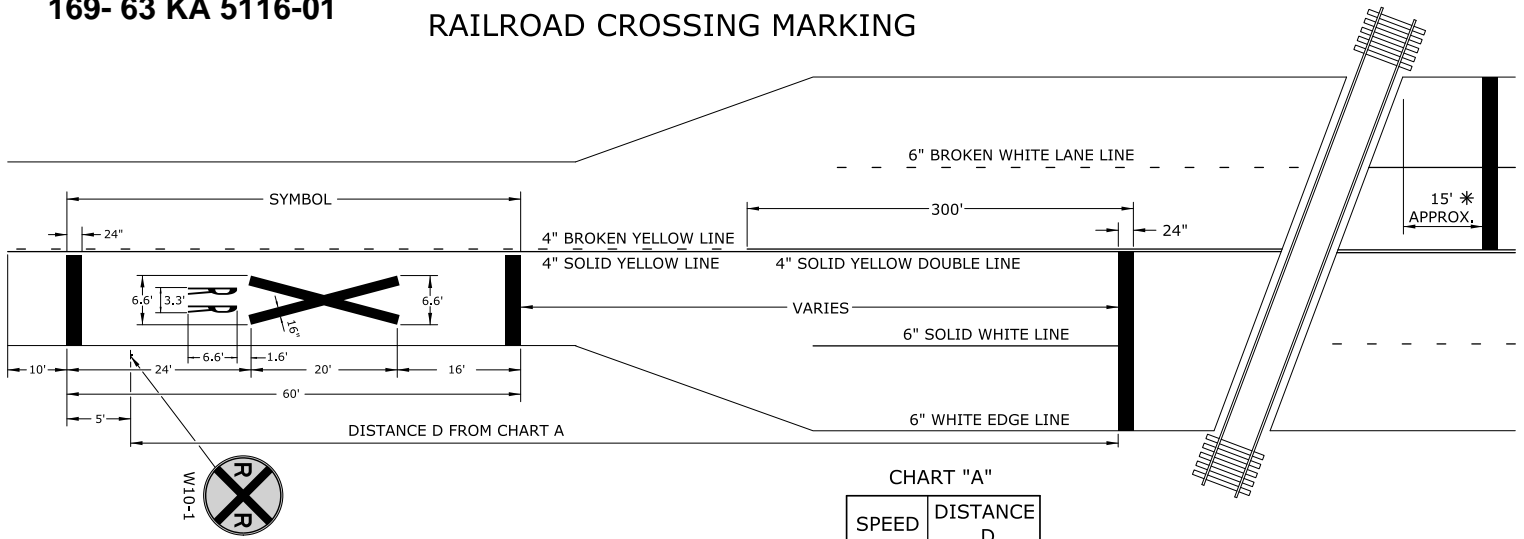 169- 63 KA 5116-01
RAILROAD CROSSING MARKING
6" BROKEN WHITE LANE LINE
SYMBOL
300'
15' *
APPROX.
24"
24"
4" BROKEN YELLOW LINE
4" SOLID YELLOW LINE
4" SOLID YELLOW DOUBLE LINE
6.6'
3.3'
16"
6.6'
VARIES
6" SOLID WHITE LINE
6.6'
1.6'
10'
24'
20'
16'
60'
5'
6" WHITE EDGE LINE
DISTANCE D FROM CHART A
W10-1
R
R
CHART "A"
SPEED
DISTANCE
D